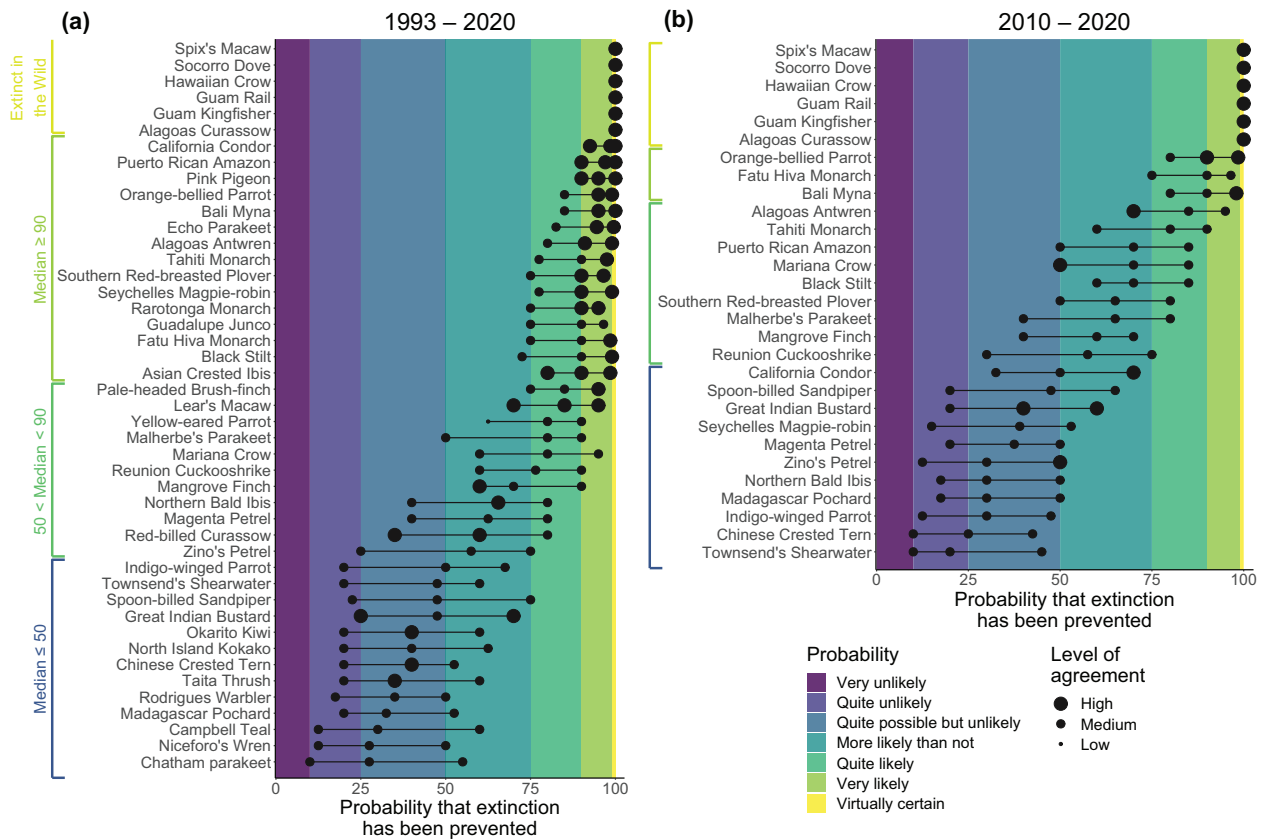 (a)
1993 – 2020
Extinct in
the Wild
Median ≥ 90
50 < Median < 90
Median ≤ 50
Spix's Macaw
Socorro Dove
Hawaiian Crow
Guam Rail
Guam Kingfisher
Alagoas Curassow
California Condor
Puerto Rican Amazon
Pink Pigeon
Orange-bellied Parrot
Bali Myna
Echo Parakeet
Alagoas Antwren
Tahiti Monarch
Southern Red-breasted Plover
Seychelles Magpie-robin
Rarotonga Monarch
Guadalupe Junco
Fatu Hiva Monarch
Black Stilt
Asian Crested Ibis
Pale-headed Brush-finch
Lear's Macaw
Yellow-eared Parrot
Malherbe's Parakeet
Mariana Crow
Reunion Cuckooshrike
Mangrove Finch
Northern Bald Ibis
Magenta Petrel
Red-billed Curassow
Zino's Petrel
Indigo-winged Parrot
Townsend's Shearwater
Spoon-billed Sandpiper
Great Indian Bustard
Okarito Kiwi
North Island Kokako
Chinese Crested Tern
Taita Thrush
Rodrigues Warbler
Madagascar Pochard
Campbell Teal
Niceforo's Wren
Chatham parakeet
0 25 50 75 100
Probability that extinction
has been prevented
(b)
2010 – 2020
Spix's Macaw
Socorro Dove
Hawaiian Crow
Guam Rail
Guam Kingfisher
Alagoas Curassow
Orange-bellied Parrot
Fatu Hiva Monarch
Bali Myna
Alagoas Antwren
Tahiti Monarch
Puerto Rican Amazon
Mariana Crow
Black Stilt
Southern Red-breasted Plover
Malherbe's Parakeet
Mangrove Finch
Reunion Cuckooshrike
California Condor
Spoon-billed Sandpiper
Great Indian Bustard
Seychelles Magpie-robin
Magenta Petrel
Zino's Petrel
Northern Bald Ibis
Madagascar Pochard
Indigo-winged Parrot
Chinese Crested Tern
Townsend's Shearwater
0 25 50 75 100
Probability that extinction
has been prevented
Probability
Very unlikely
Quite unlikely
Quite possible but unlikely
More likely than not
Quite likely
Very likely
Virtually certain
Level of
agreement
High
Medium
Low